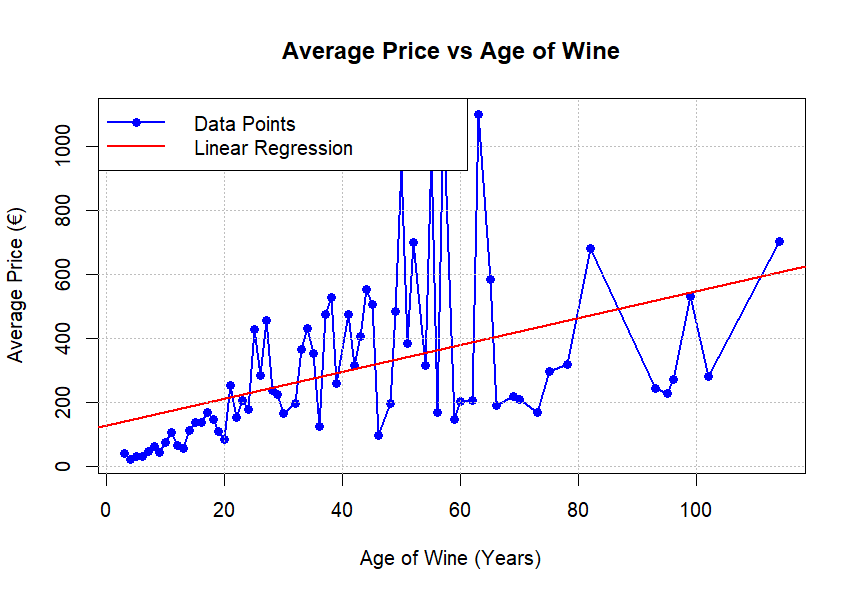 Average Price vs Age of Wine
Data Points
Linear Regression
Average Price (€)
1000
800
600
400
200
0
0 20 40 60 80 100
Age of Wine (Years)